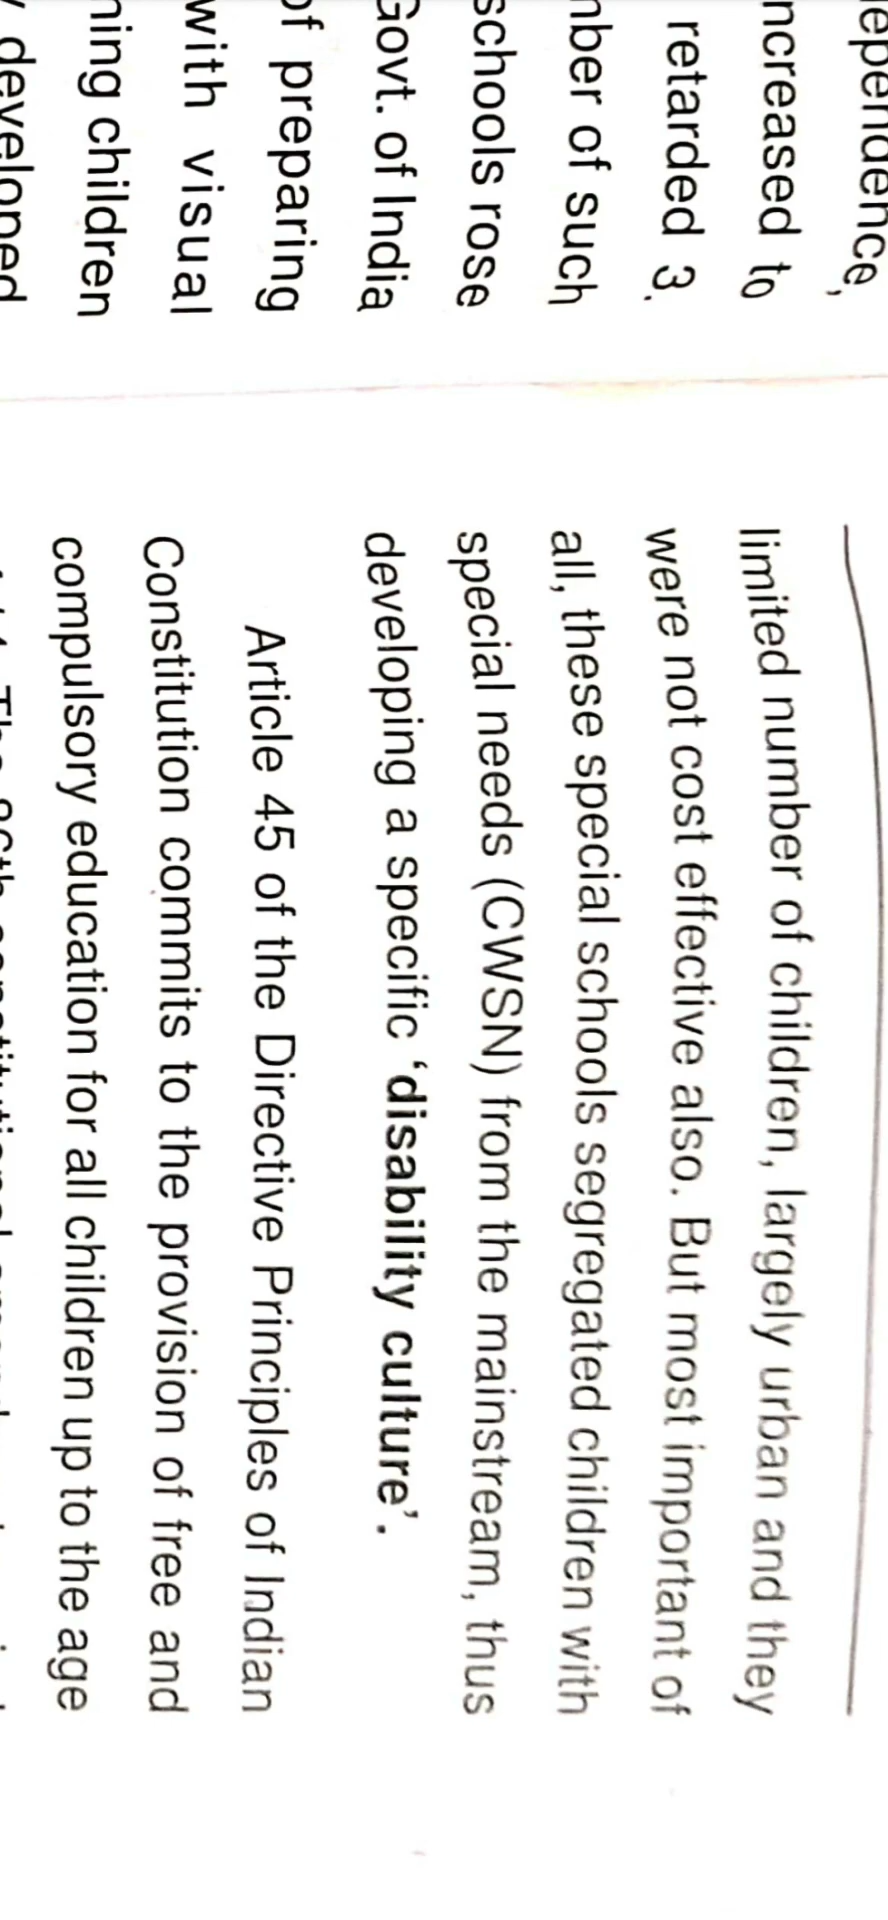 ependence,
ncreased to
retarded 3.
nber of such
schools rose
Govt. of India
of preparing
with visual
ning children
y developed
limited number of children, largely urban and they
were not cost effective also. But most important of
all, these special schools segregated children with
special needs (CWSN) from the mainstream, thus
developing a specific ‘disability culture’.
Article 45 of the Directive Principles of Indian
Constitution commits to the provision of free and
compulsory education for all children up to the age
The 86th constitutional